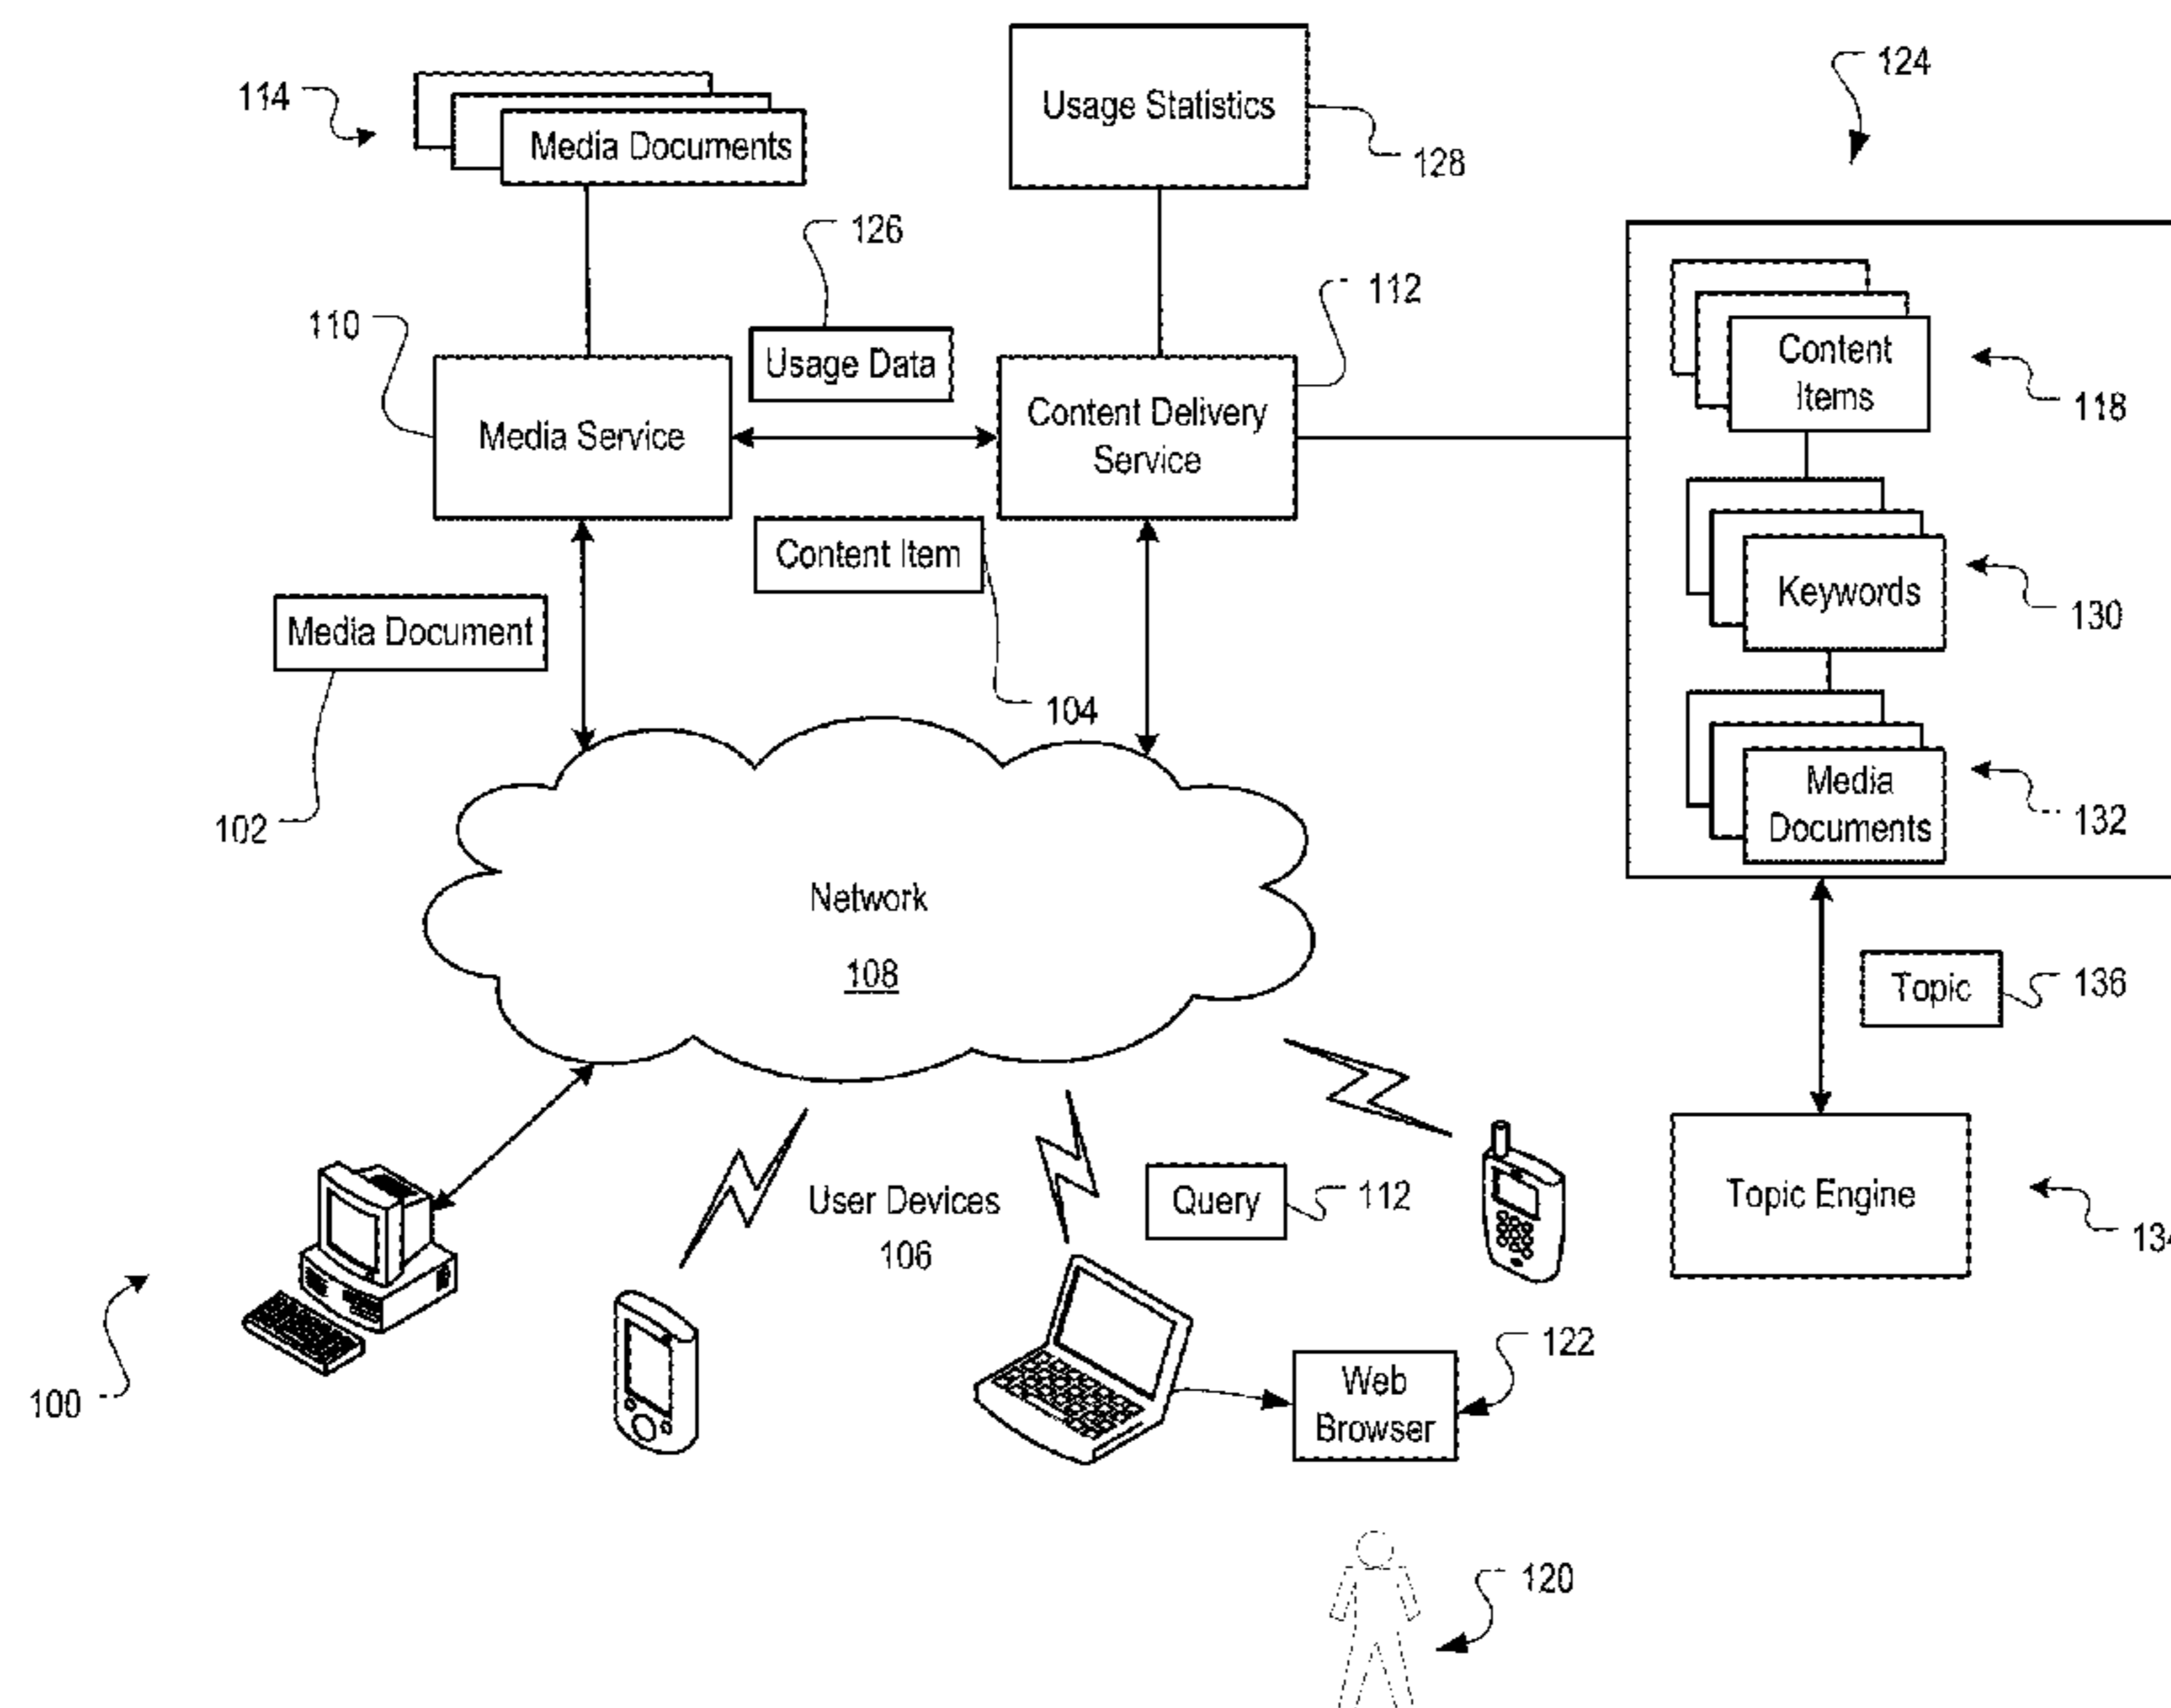 124
114
Media Documents
Usage Statistics
128
126
112
110
Usage Data
Content
Items
118
Media Service
Content Delivery
Service
Content Item
Keywords
130
Media Document
104
Media
Documents
132
102
Network
108
Topic
136
User Devices
106
Query
112
Topic Engine
122
Web
Browser
100
120